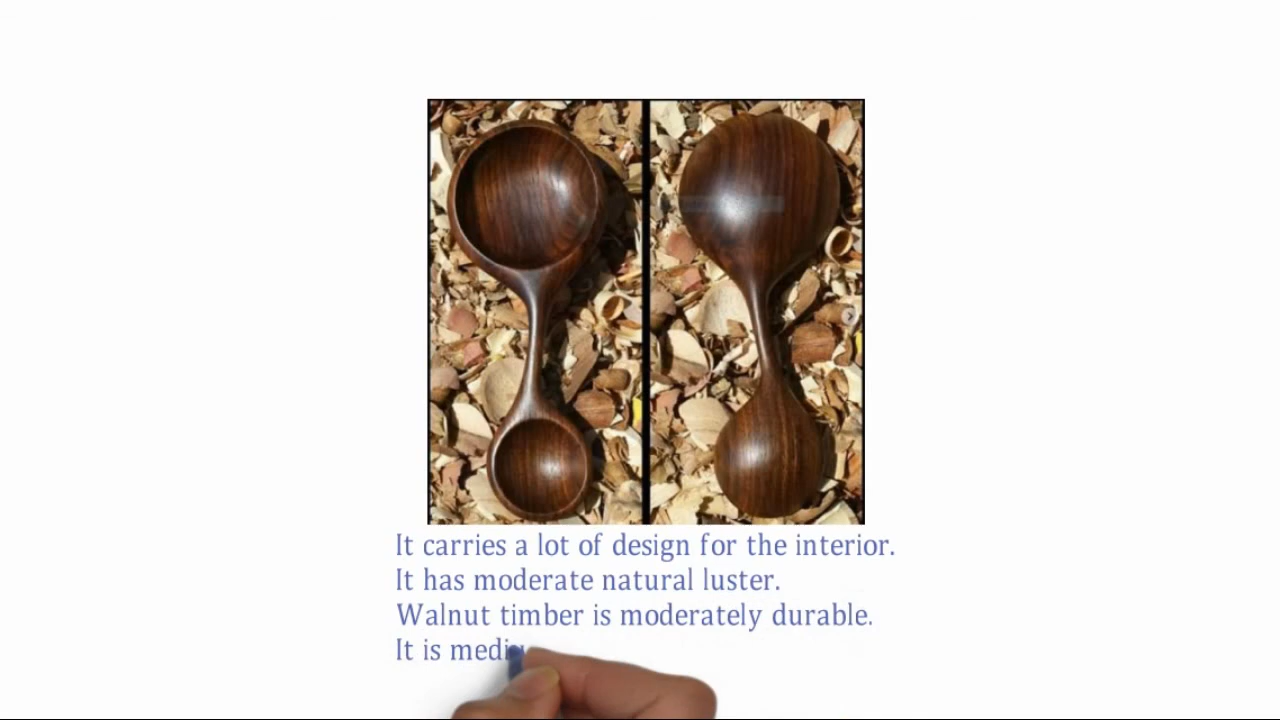 It carries a lot of design for the interior.
It has moderate natural luster.
Walnut timber is moderately durable.
It is